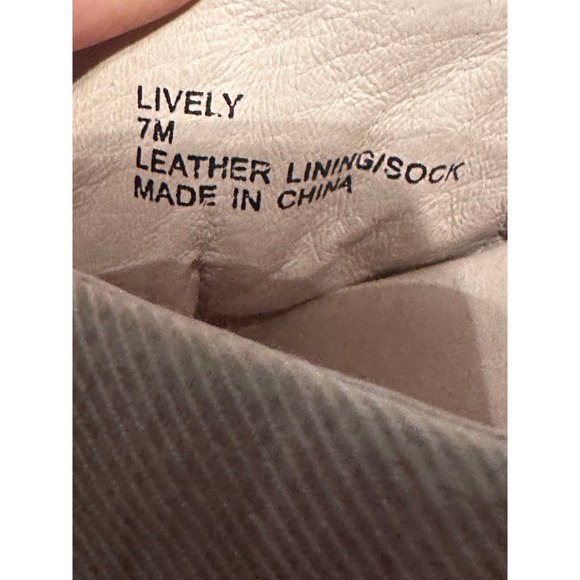 LIVELY
7M
LEATHER LINING/SOCK
MADE IN CHINA